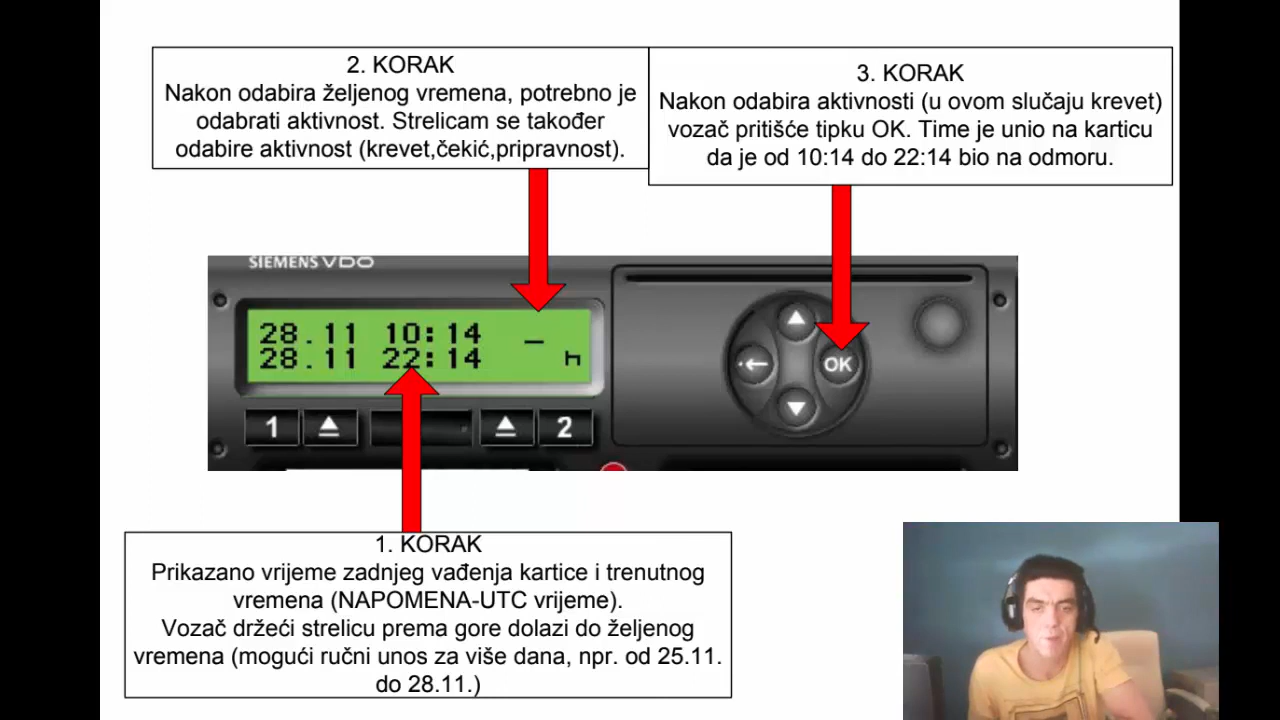 2. KORAK
Nakon odabira željenog vremena, potrebno je
odabrati aktivnost. Strelicam se također
odabire aktivnost (krevet,čekić,pripravnost).
3. KORAK
Nakon odabira aktivnosti (u ovom slučaju krevet)
vozač pritišće tipku OK. Time je unio na karticu
da je od 10:14 do 22:14 bio na odmoru.
SIEMENS VDO
28.11 10:14 –
28.11 22:14
OK
1
2
1. KORAK
Prikazano vrijeme zadnjeg vađenja kartice i trenutnog
vremena (NAPOMENA-UTC vrijeme).
Vozač držeći strelicu prema gore dolazi do željenog
vremena (mogući ručni unos za više dana, npr. od 25.11.
do 28.11.)